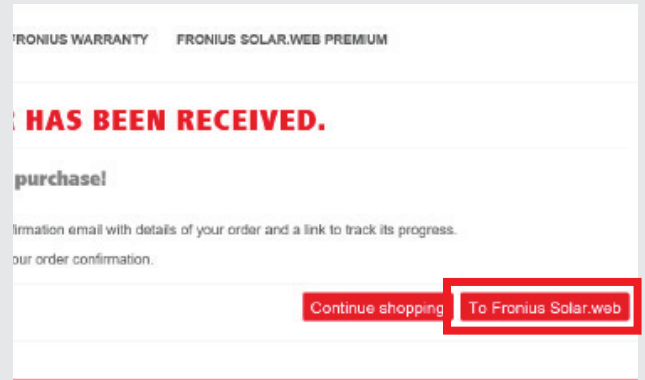 FRONIUS WARRANTY FRONIUS SOLAR.WEB PREMIUM
HAS BEEN RECEIVED.
purchase!
firmation email with details of your order and a link to track its progress.
our order confirmation.
Continue shopping To Fronius Solar.web